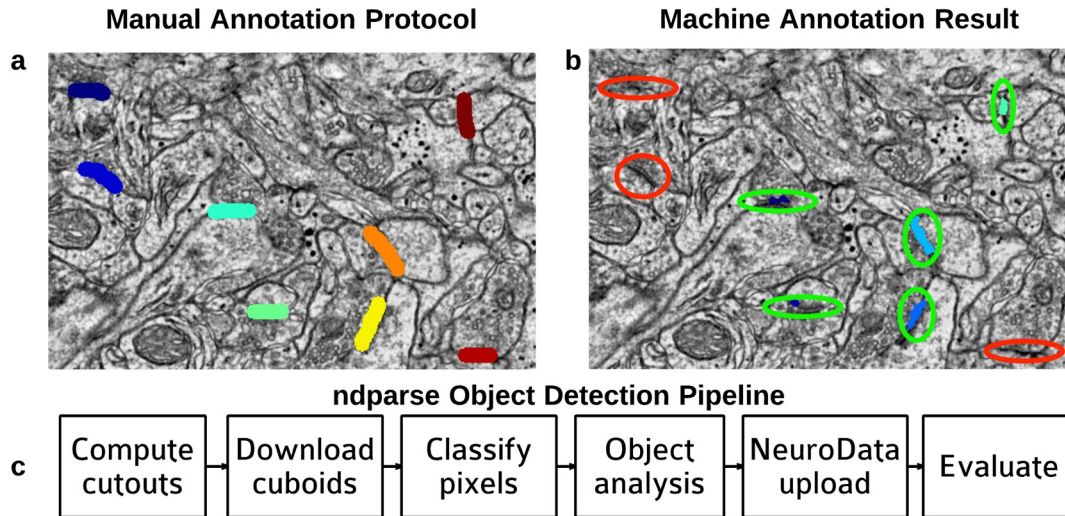 Manual Annotation Protocol
Machine Annotation Result
a
b
ndparse Object Detection Pipeline
c
Compute
cutouts
Download
cuboids
Classify
pixels
Object
analysis
NeuroData
upload
Evaluate